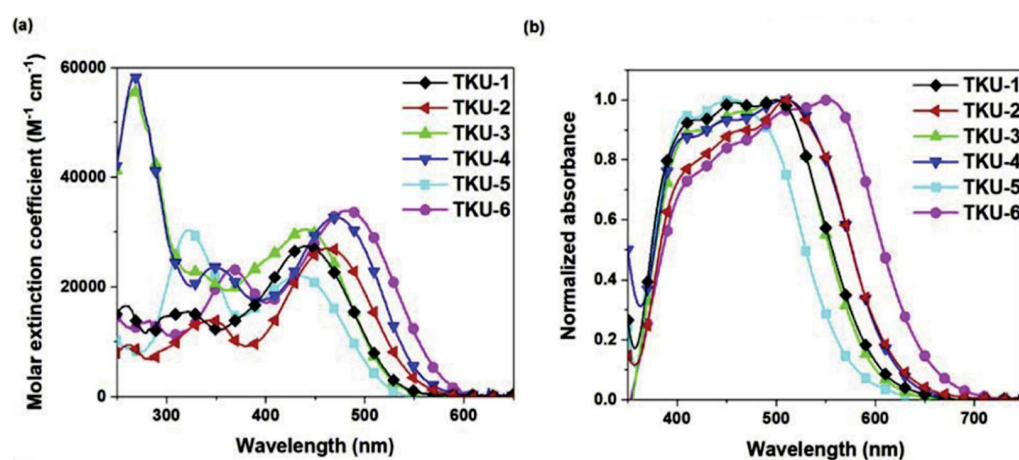 (a)
Molar extinction coefficient (M⁻¹ cm⁻¹)
60000
40000
20000
0
TKU-1
TKU-2
TKU-3
TKU-4
TKU-5
TKU-6
300
400
500
600
Wavelength (nm)
(b)
Normalized absorbance
1.0
0.8
0.6
0.4
0.2
0.0
TKU-1
TKU-2
TKU-3
TKU-4
TKU-5
TKU-6
400
500
600
700
Wavelength (nm)